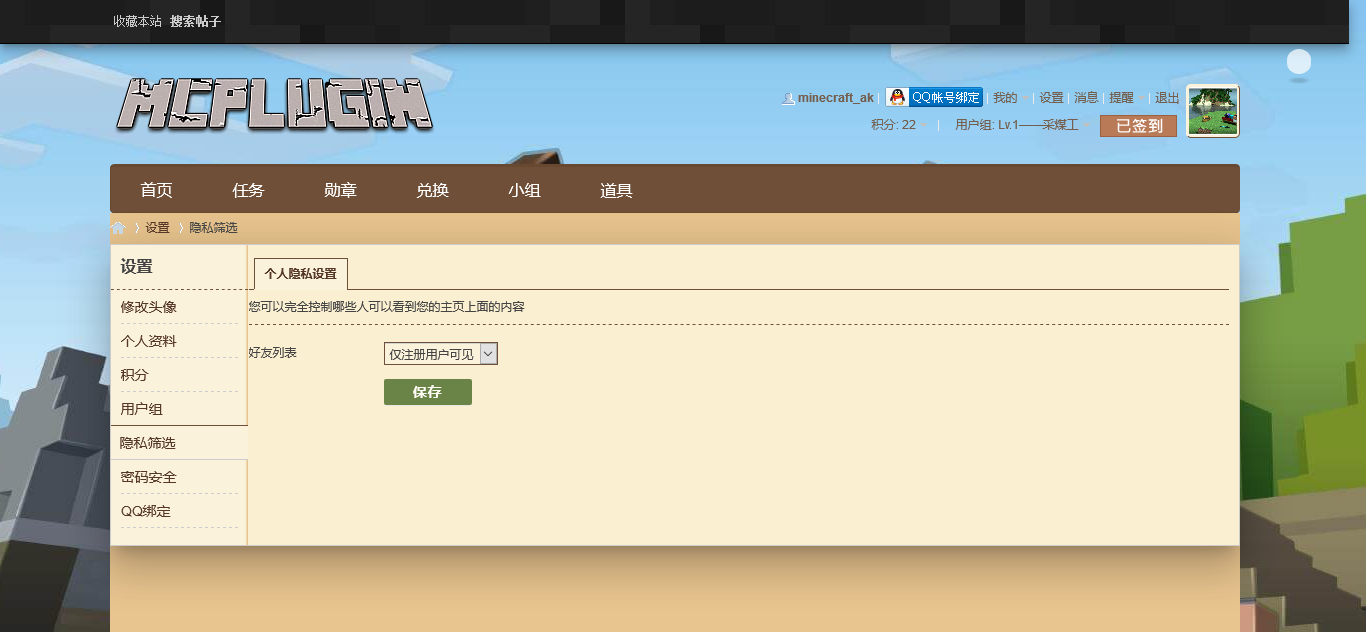 收藏本站 搜索帖子
MCPLUGIN
minecraft_ak QQ帐号绑定 我的 设置 消息 提醒 退出
积分: 22 用户组: Lv.1——采煤工 已签到
首页 任务 勋章 兑换 小组 道具
设置 隐私筛选
设置
修改头像
个人资料
积分
用户组
隐私筛选
密码安全
QQ绑定
个人隐私设置
您可以完全控制哪些人可以看到您的主页上面的内容
好友列表 仅注册用户可见
保存